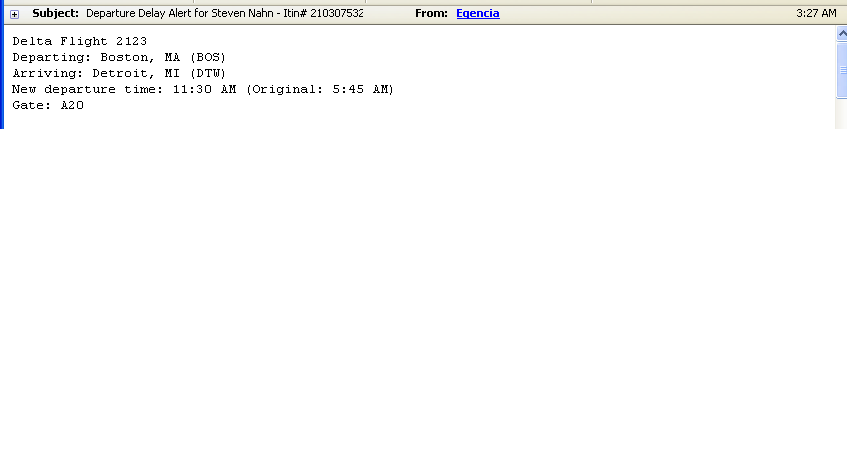 Subject: Departure Delay Alert for Steven Nahn - Itin# 210307532 From: Egencia 3:27 AM
Delta Flight 2123
Departing: Boston, MA (BOS)
Arriving: Detroit, MI (DTW)
New departure time: 11:30 AM (Original: 5:45 AM)
Gate: A20